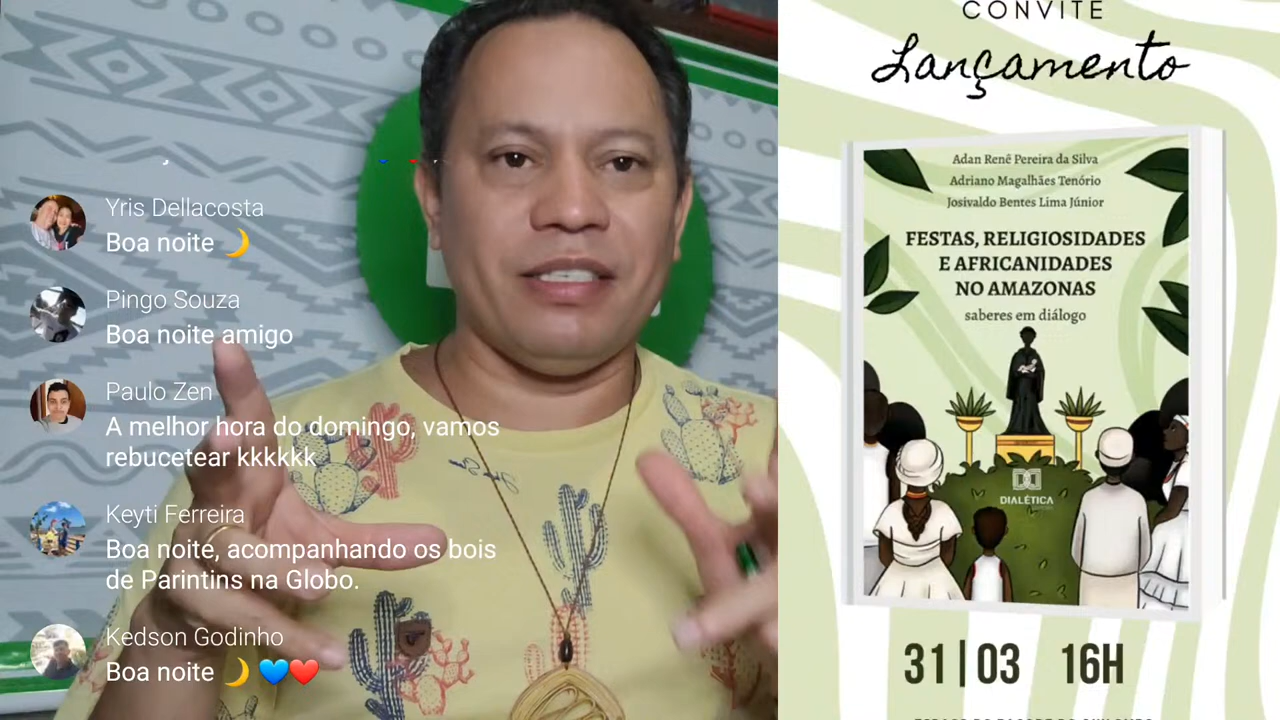 Yris Dellacosta
Boa noite 🌙
Pingo Souza
Boa noite amigo
Paulo Zen
A melhor hora do domingo, vamos
rebucetear kkkkkk
Keyti Ferreira
Boa noite, acompanhando os bois
de Parintins na Globo.
Kedson Godinho
Boa noite 🌙 💙❤️
CONVITE
Lançamento
Adan Renê Pereira da Silva
Adriano Magalhães Tenório
Josivaldo Bentes Lima Júnior
FESTAS, RELIGIOSIDADES
E AFRICANIDADES
NO AMAZONAS
saberes em diálogo
DIALÉTICA
31|03 16H